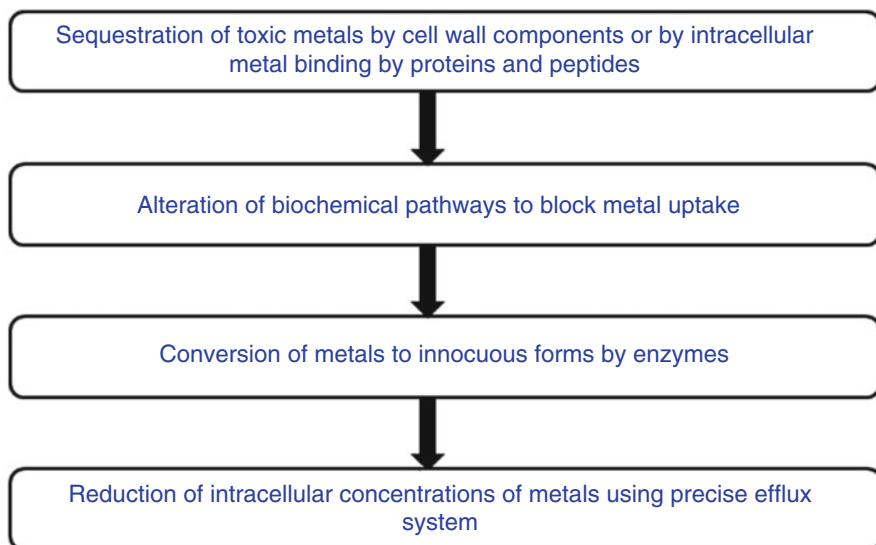 Sequestration of toxic metals by cell wall components or by intracellular
metal binding by proteins and peptides
Alteration of biochemical pathways to block metal uptake
Conversion of metals to innocuous forms by enzymes
Reduction of intracellular concentrations of metals using precise efflux
system